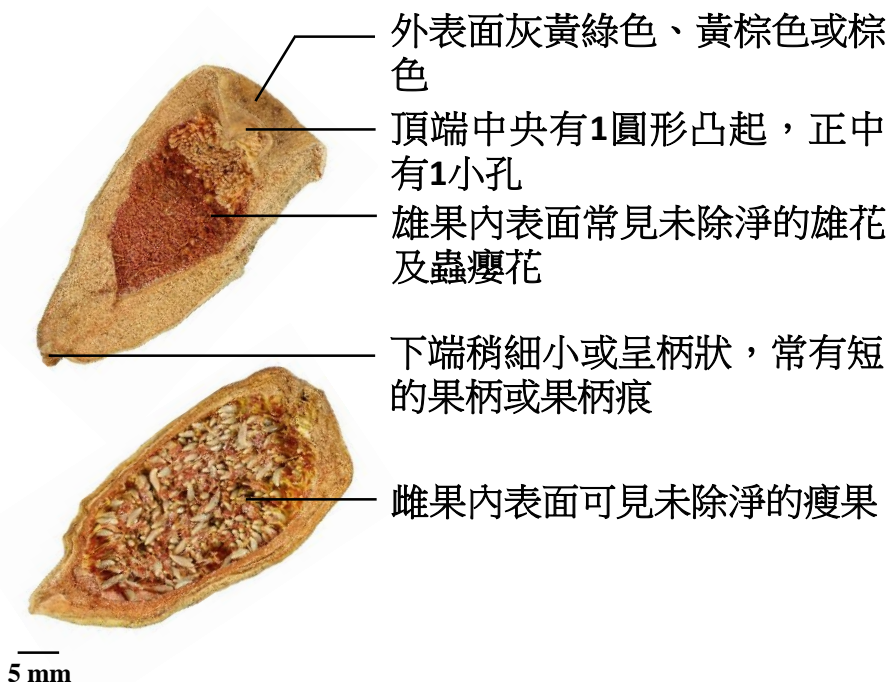 外表面灰黃綠色、黃棕色或棕
色
頂端中央有1圓形凸起，正中
有1小孔
雄果內表面常見未除淨的雄花
及蟲癭花
下端稍細小或呈柄狀，常有短
的果柄或果柄痕
雌果內表面可見未除淨的瘦果
5 mm